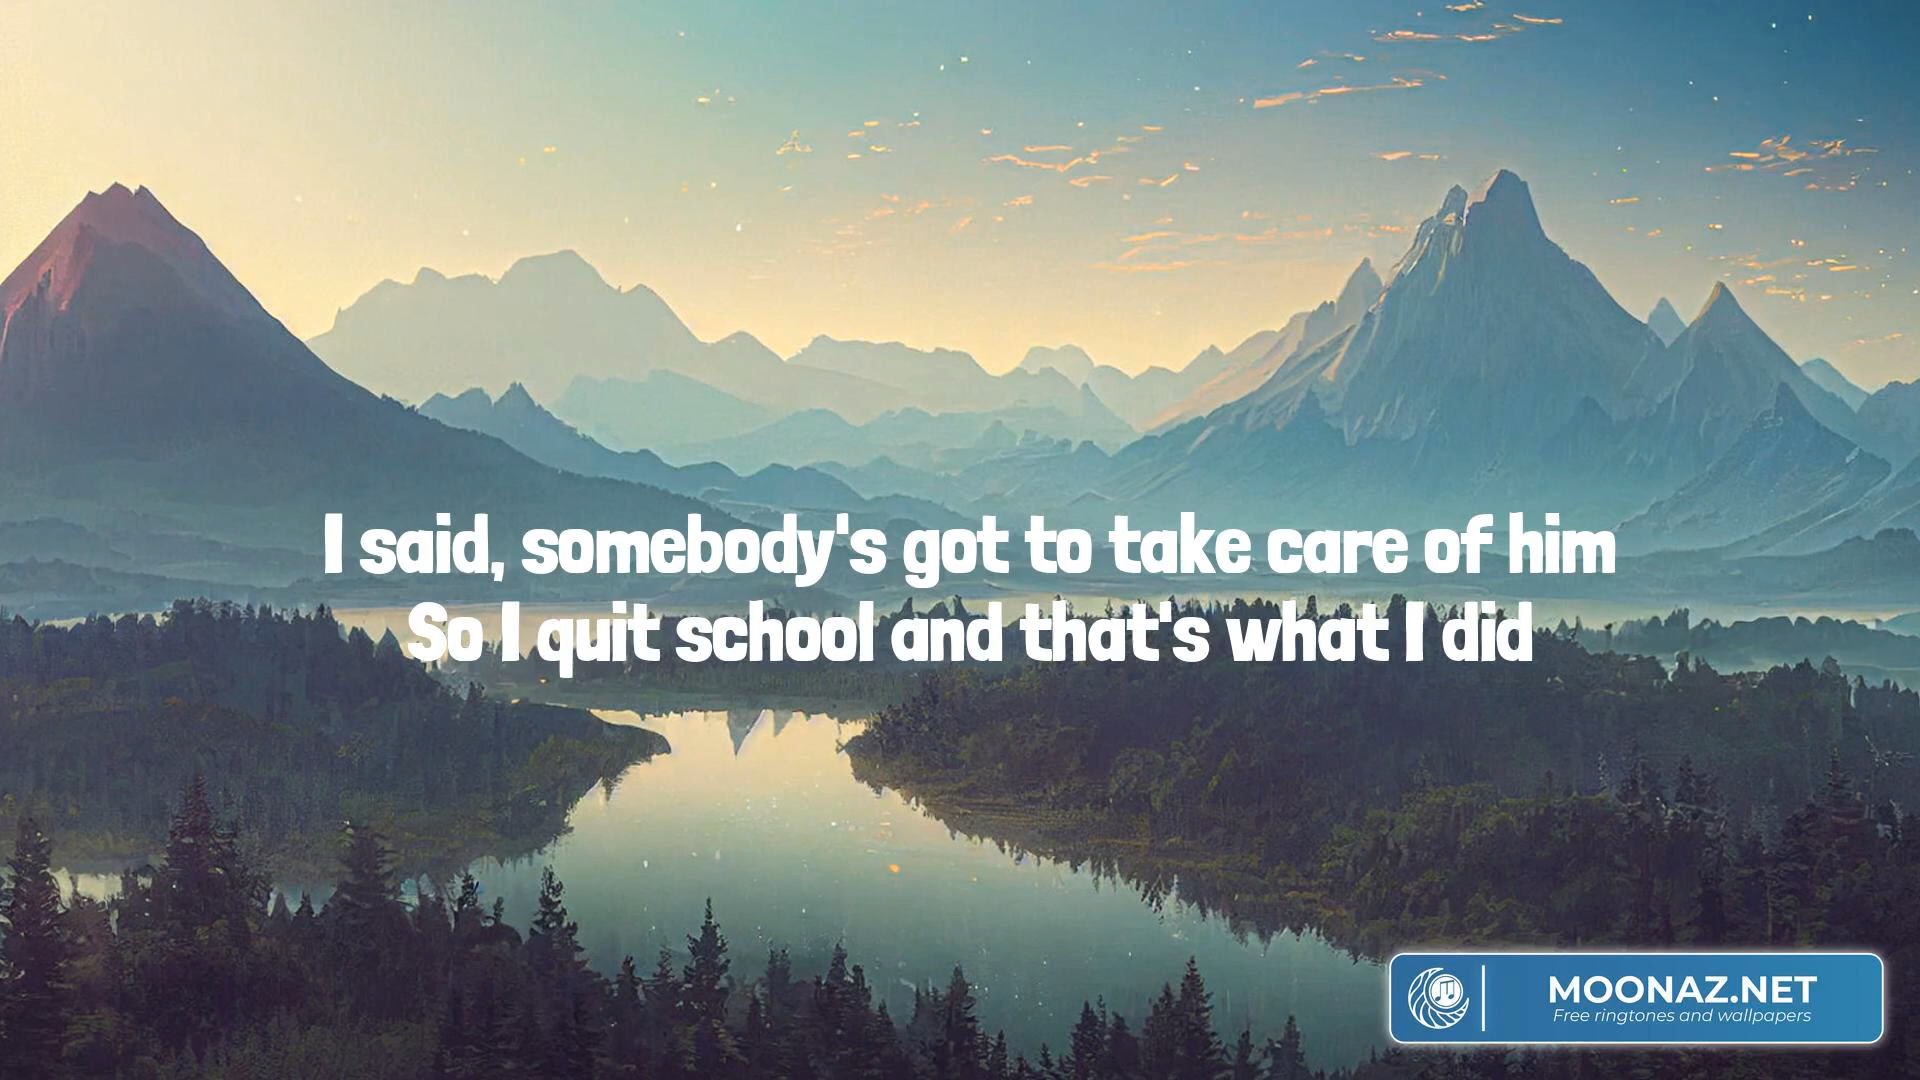 I said, somebody's got to take care of him
So I quit school and that's what I did
MOONAZ.NET
Free ringtones and wallpapers